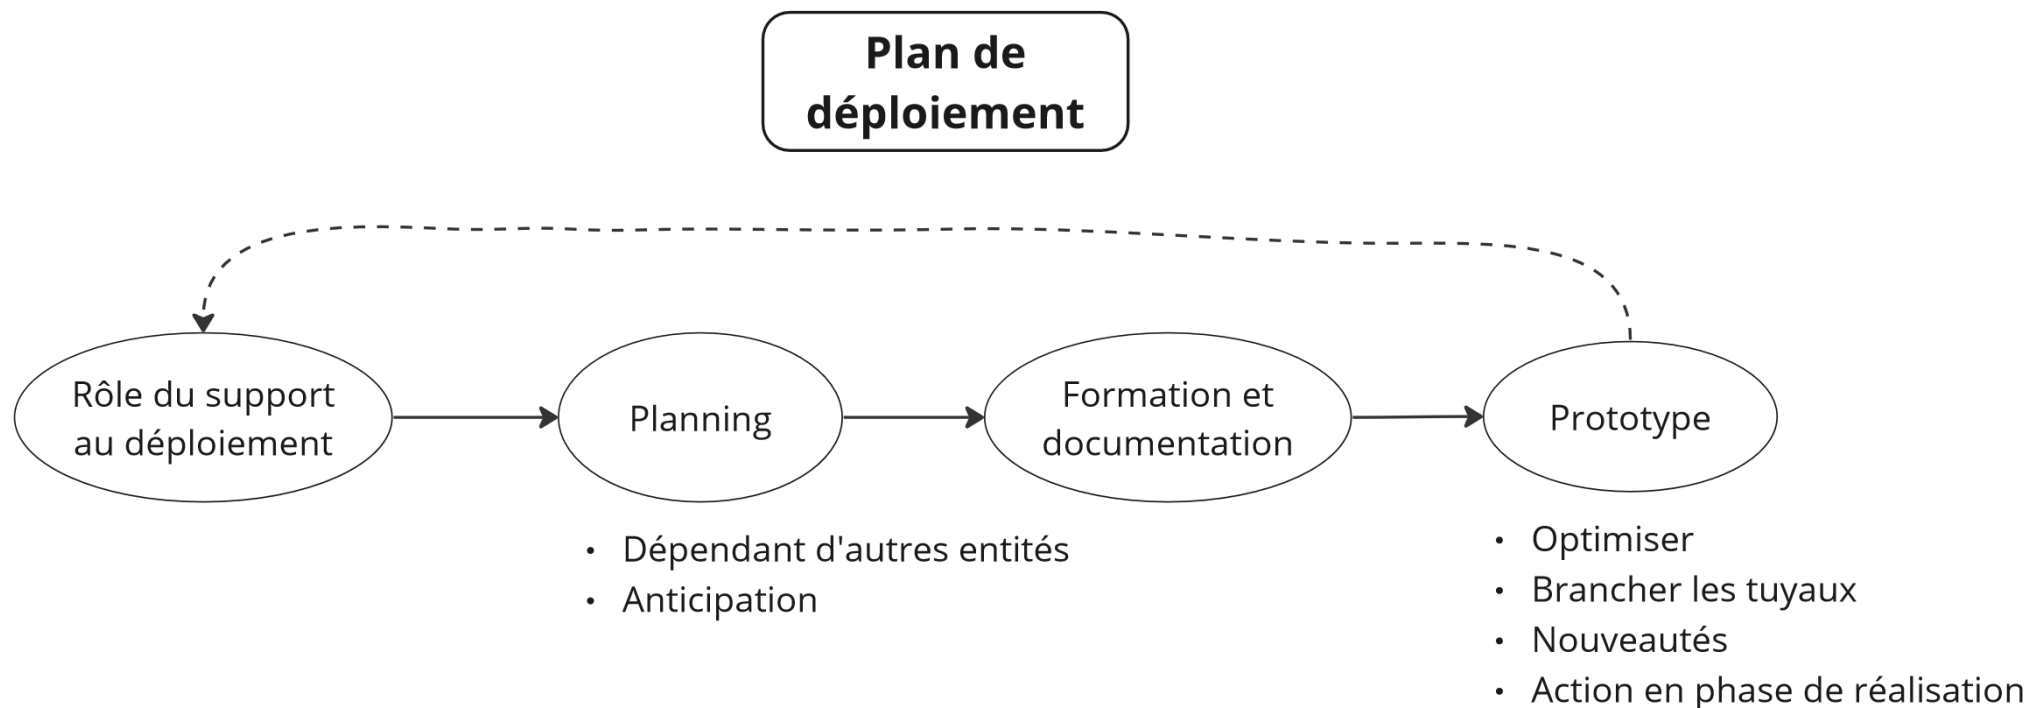 Plan de
déploiement
Rôle du support
au déploiement
Planning
Formation et
documentation
Prototype
• Dépendant d'autres entités
• Anticipation
• Optimiser
• Brancher les tuyaux
• Nouveautés
• Action en phase de réalisation